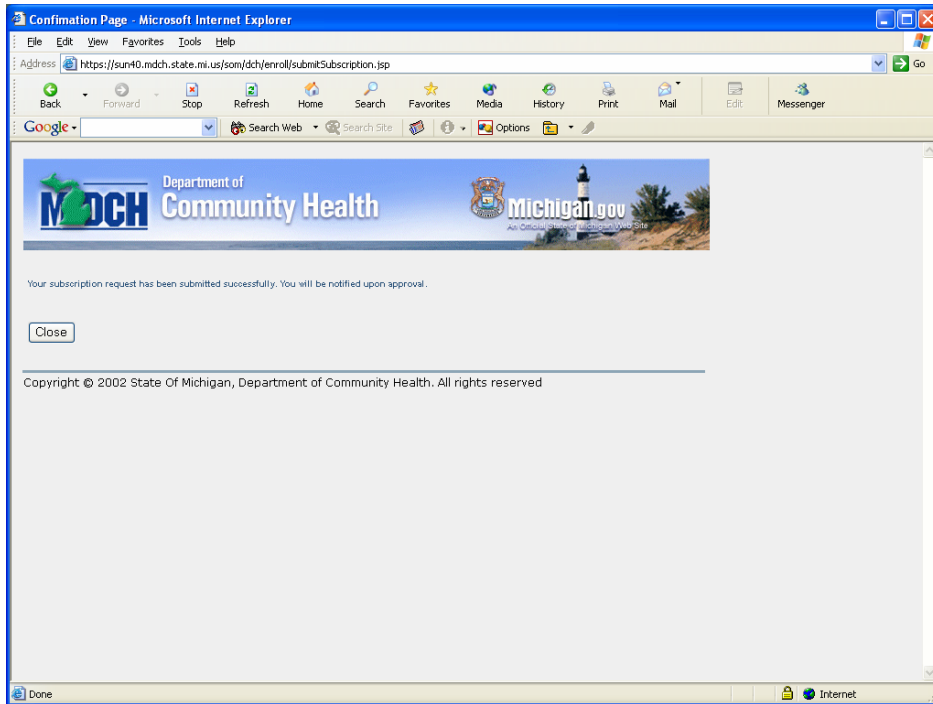 Confimation Page - Microsoft Internet Explorer
File Edit View Favorites Tools Help
Address https://sun40.mdch.state.mi.us/som/dch/enroll/submitSubscription.jsp Go
Back Forward Stop Refresh Home Search Favorites Media History Print Mail Edit Messenger
Google Search Web Search Site Options
MDCH Department of Community Health
Michigan.gov
An Official State of Michigan Web Site
Your subscription request has been submitted successfully. You will be notified upon approval.
Close
Copyright © 2002 State Of Michigan, Department of Community Health. All rights reserved
Done Internet